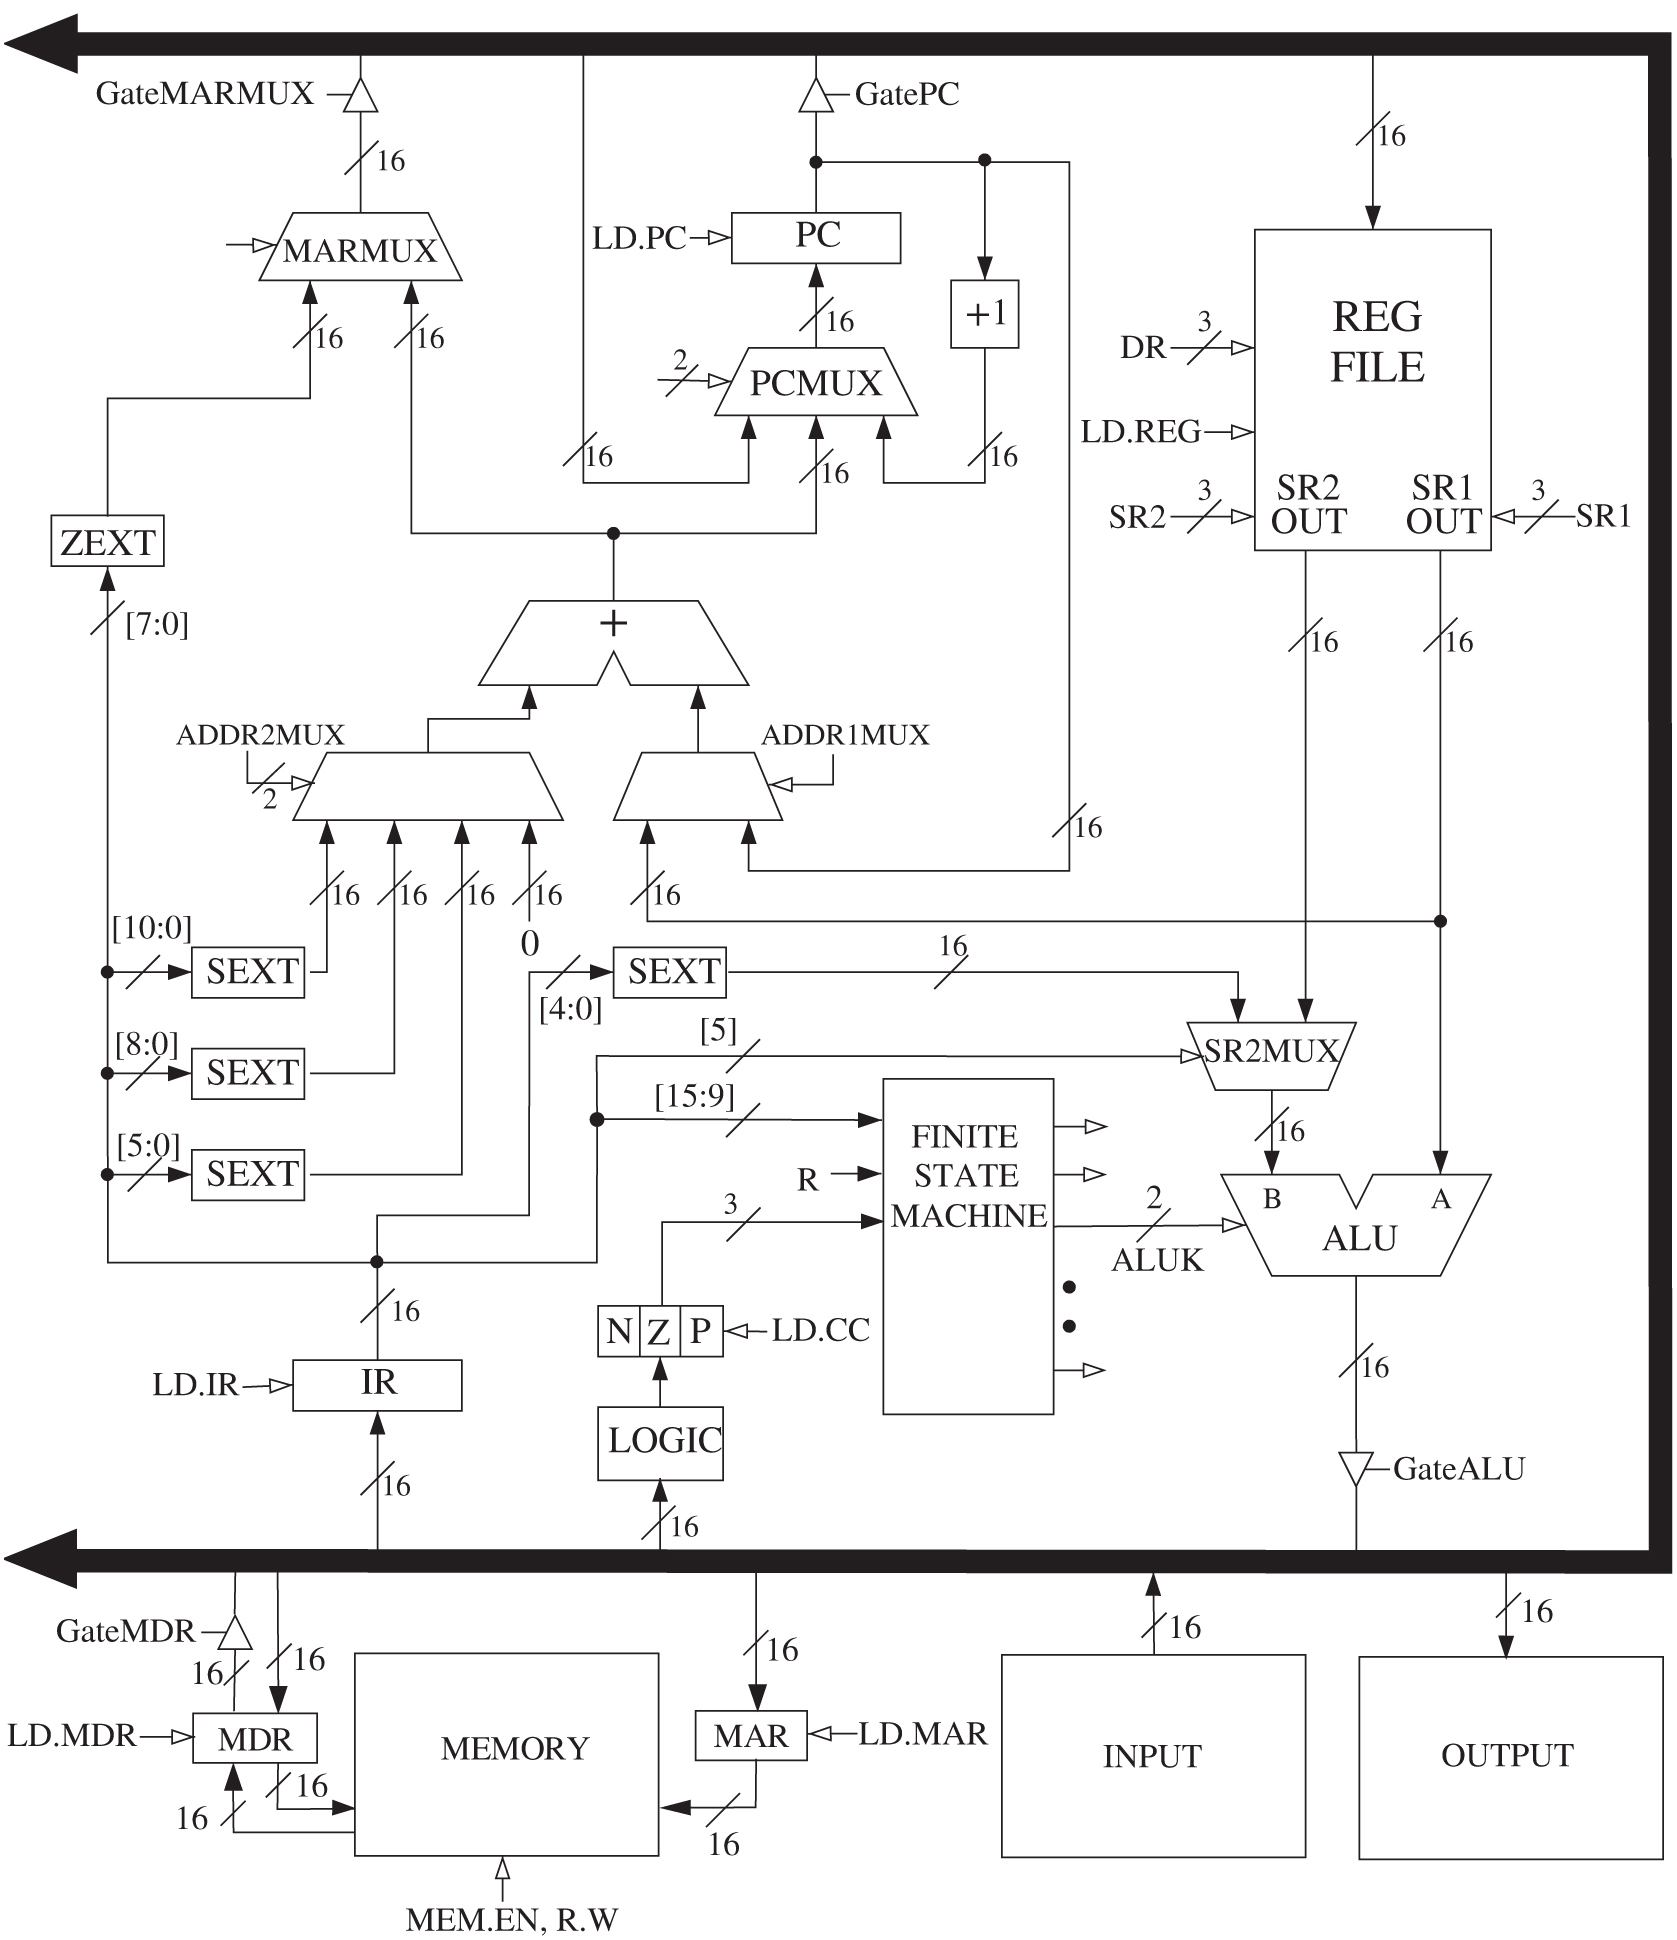 GateMARMUX
GatePC
16
16
MARMUX
LD.PC
PC
16
16
16
+1
2
PCMUX
16
16
16
REG
FILE
DR
3
LD.REG
SR2
3
SR2
OUT
SR1
OUT
3
SR1
ZEXT
[7:0]
+
16
16
ADDR2MUX
2
ADDR1MUX
16
16
16
16
16
16
0
[10:0]
SEXT
[4:0]
SEXT
16
[8:0]
SEXT
[5]
SR2MUX
[15:9]
[5:0]
SEXT
R
3
FINITE
STATE
MACHINE
16
2
ALUK
B
A
ALU
16
N Z P
LD.CC
LD.IR
IR
16
LOGIC
16
16
GateALU
GateMDR
16
16
16
16
16
LD.MDR
MDR
MEMORY
MAR
LD.MAR
INPUT
OUTPUT
16
16
16
MEM.EN, R.W